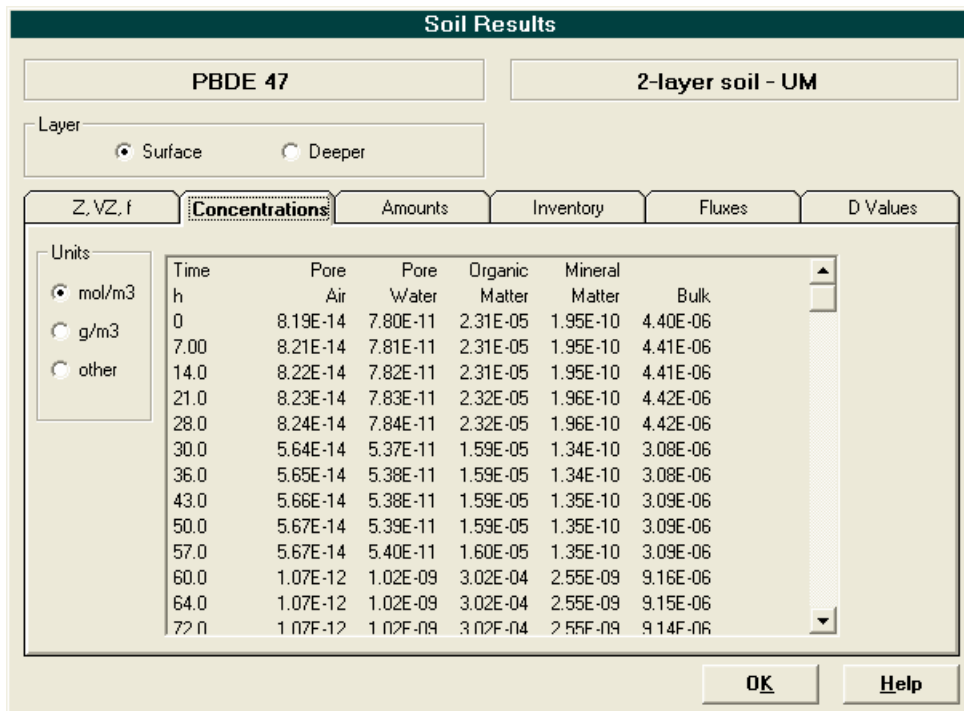 Soil Results
PBDE 47
2-layer soil - UM
Layer
Surface Deeper
Z, VZ, f Concentrations Amounts Inventory Fluxes D Values
Units
mol/m3
g/m3
other
Time Pore Pore Organic Mineral
h Air Water Matter Matter Bulk
0 8.19E-14 7.80E-11 2.31E-05 1.95E-10 4.40E-06
7.00 8.21E-14 7.81E-11 2.31E-05 1.95E-10 4.41E-06
14.0 8.22E-14 7.82E-11 2.31E-05 1.95E-10 4.41E-06
21.0 8.23E-14 7.83E-11 2.32E-05 1.96E-10 4.42E-06
28.0 8.24E-14 7.84E-11 2.32E-05 1.96E-10 4.42E-06
30.0 5.64E-14 5.37E-11 1.59E-05 1.34E-10 3.08E-06
36.0 5.65E-14 5.38E-11 1.59E-05 1.34E-10 3.08E-06
43.0 5.66E-14 5.38E-11 1.59E-05 1.35E-10 3.09E-06
50.0 5.67E-14 5.39E-11 1.59E-05 1.35E-10 3.09E-06
57.0 5.67E-14 5.40E-11 1.60E-05 1.35E-10 3.09E-06
60.0 1.07E-12 1.02E-09 3.02E-04 2.55E-09 9.16E-06
64.0 1.07E-12 1.02E-09 3.02E-04 2.55E-09 9.15E-06
72.0 1.07E-12 1.02E-09 3.02E-04 2.55E-09 9.14E-06
OK Help